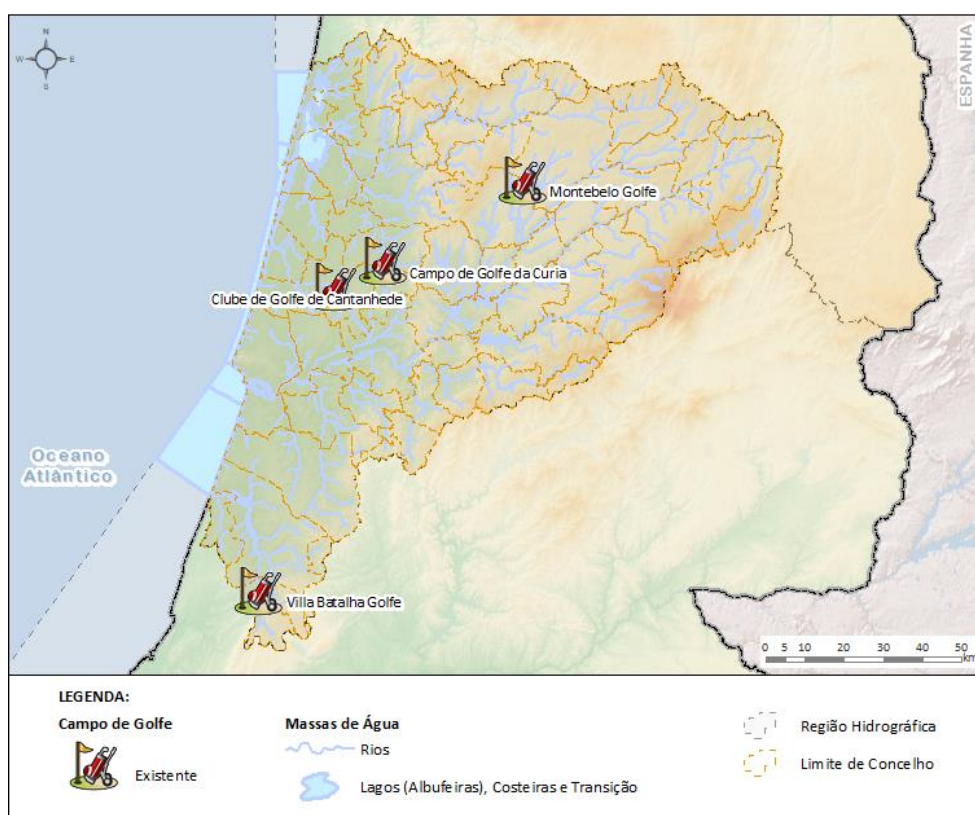 N
W
E
S
ESPANHA
Montebelo Golfe
Campo de Golfe da Curia
Clube de Golfe de Cantanhede
Oceano
Atlântico
Villa Batalha Golfe
0 5 10 20 30 40 50
km
LEGENDA:
Campo de Golfe
Existente
Massas de Água
Rios
Lagos (Albufeiras), Costeiras e Transição
Região Hidrográfica
Limite de Concelho